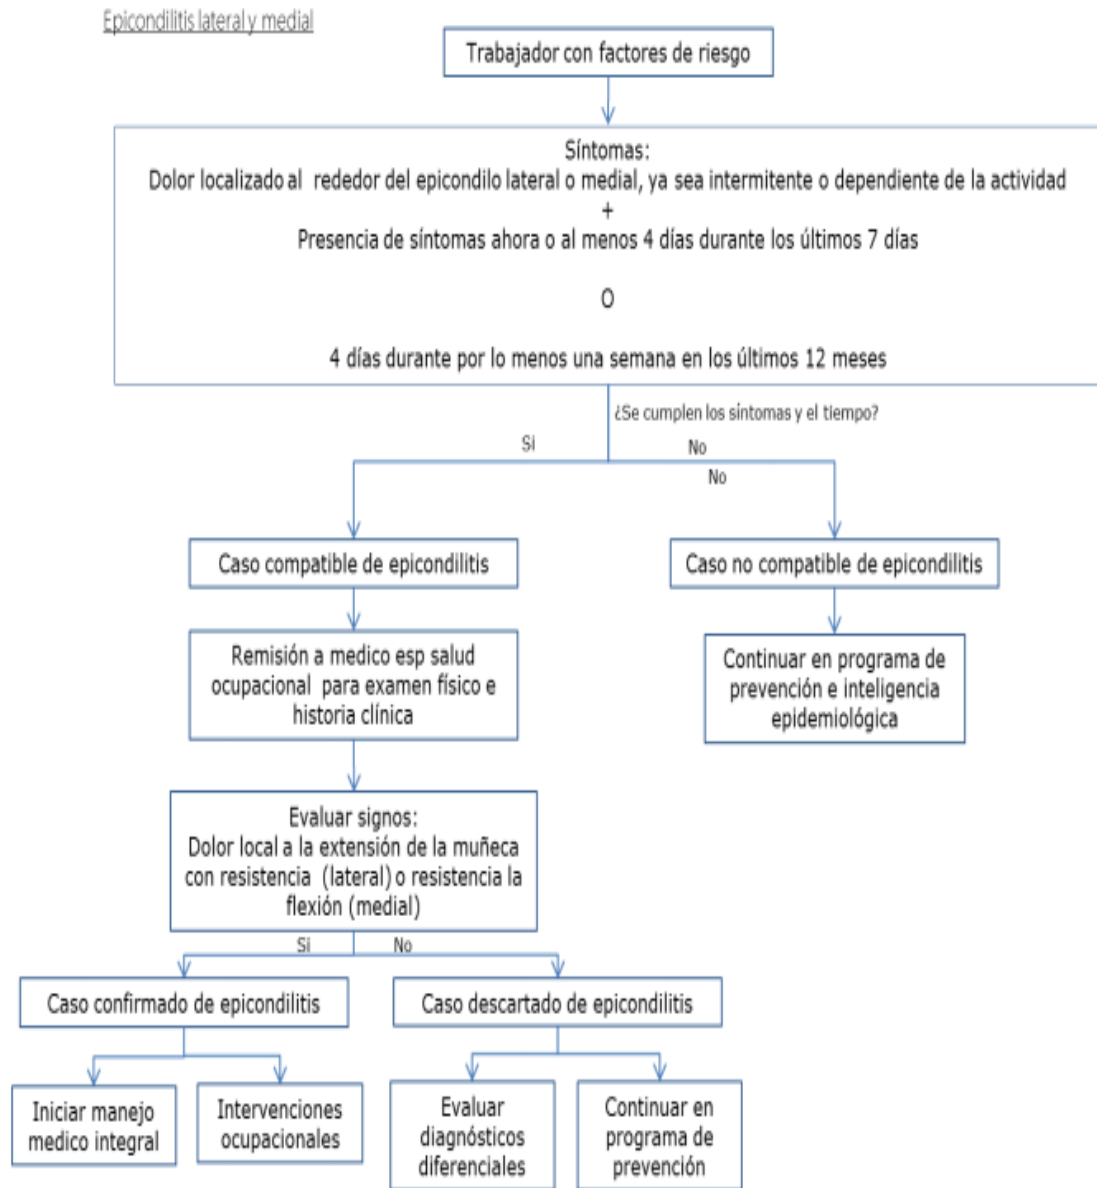 Epicondilitis lateral y medial
Trabajador con factores de riesgo
Síntomas:
Dolor localizado al rededor del epicondilo lateral o medial, ya sea intermitente o dependiente de la actividad
+
Presencia de síntomas ahora o al menos 4 días durante los últimos 7 días
O
4 días durante por lo menos una semana en los últimos 12 meses
¿Se cumplen los síntomas y el tiempo?
Si
No
No
Caso compatible de epicondilitis
Caso no compatible de epicondilitis
Remisión a medico esp salud
ocupacional para examen físico e
historia clínica
Continuar en programa de
prevención e inteligencia
epidemiológica
Evaluar signos:
Dolor local a la extensión de la muñeca
con resistencia (lateral) o resistencia la
flexión (medial)
Si
No
Caso confirmado de epicondilitis
Caso descartado de epicondilitis
Iniciar manejo
medico integral
Intervenciones
ocupacionales
Evaluar
diagnósticos
diferenciales
Continuar en
programa de
prevención